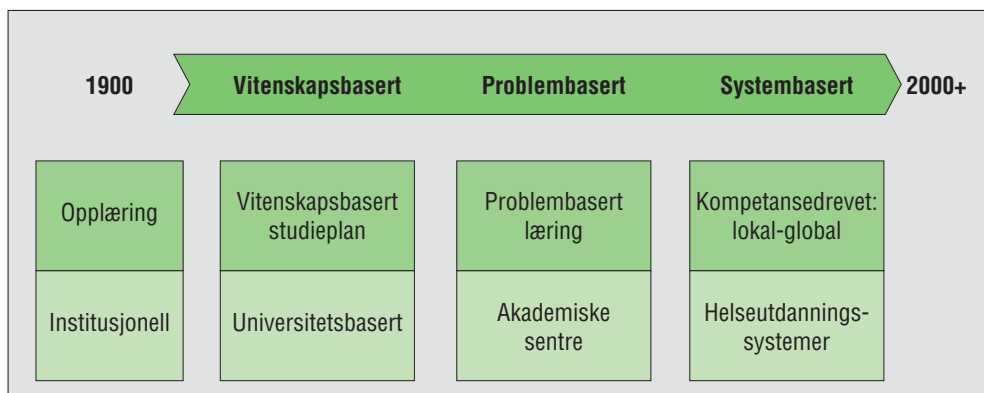 1900 Vitenskapsbasert Problembasert Systembasert 2000+
Opplæring
Vitenskapsbasert
studieplan
Problembasert
læring
Kompetansedrevet:
lokal-global
Institusjonell
Universitetsbasert
Akademiske
sentre
Helseutdannings-
systemer